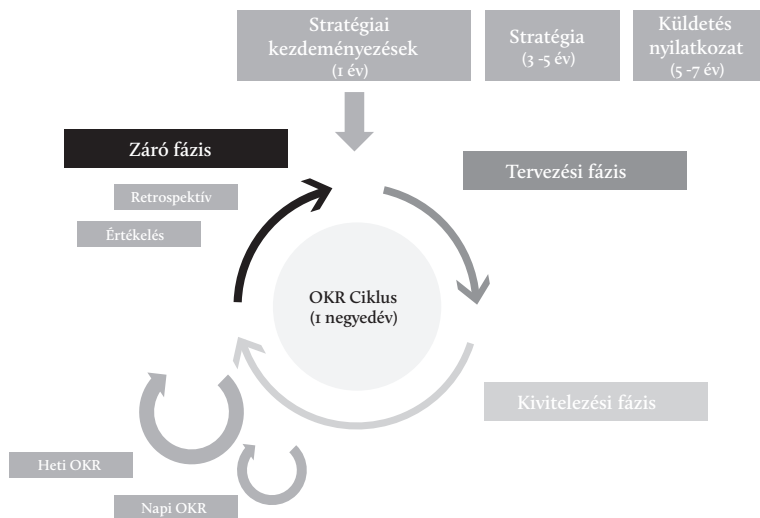 Stratégiai
kezdeményezések
(1 év)
Stratégia
(3 -5 év)
Küldetés
nyilatkozat
(5 -7 év)
Záró fázis
Tervezési fázis
Retrospektív
Értékelés
OKR Ciklus
(1 negyedév)
Kivitelezési fázis
Heti OKR
Napi OKR